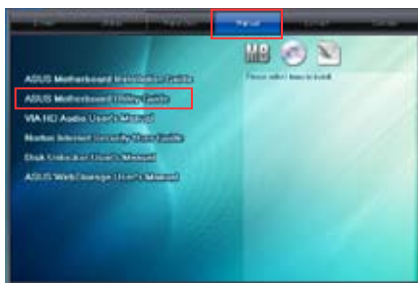 Manual
MB
ASUS Motherboard Installation Guide
ASUS Motherboard Utility Guide
VIA HD Audio User's Manual
Norton Internet Security User Guide
Disk Unlocker User's Manual
ASUS WebStorage User's Manual
Please select items to install.